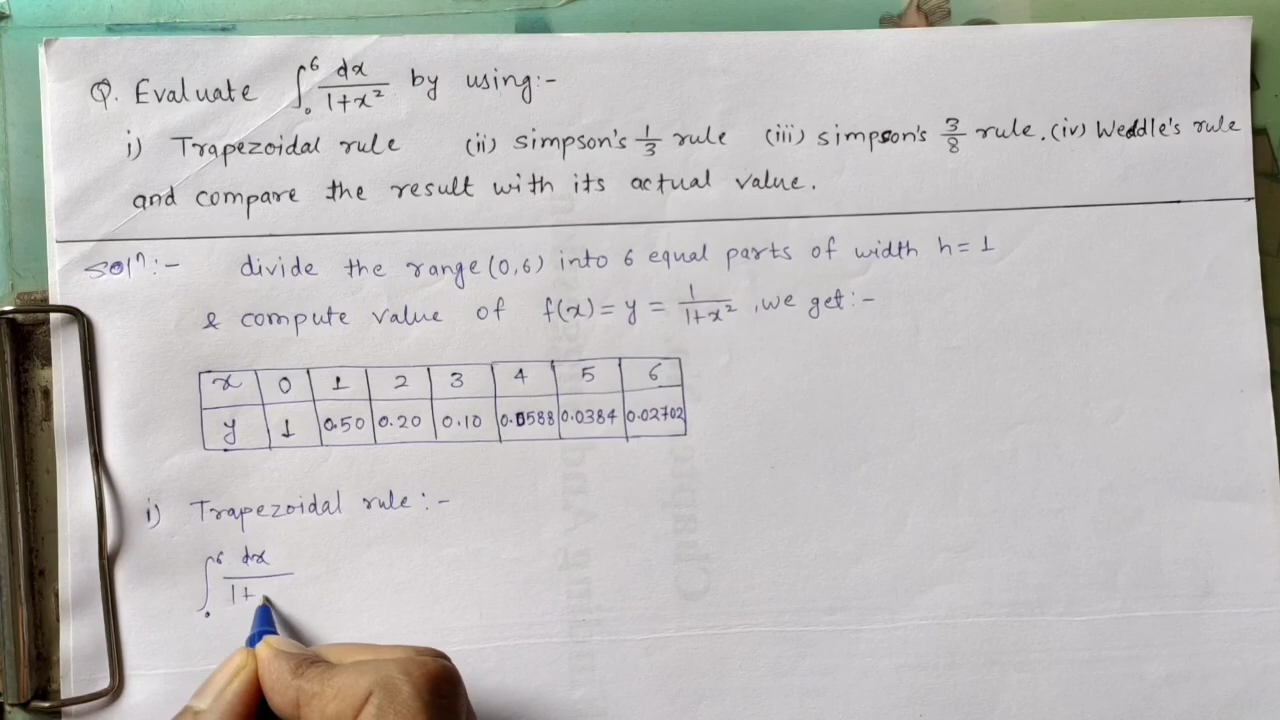 Q. Evaluate ∫₀⁶ dx/(1+x²) by using:-
i) Trapezoidal rule (ii) simpson's 1/3 rule (iii) simpson's 3/8 rule. (iv) Weddle's rule
and compare the result with its actual value.
Solⁿ:- divide the range (0,6) into 6 equal parts of width h=1
& compute value of f(x) = y = 1/(1+x²), we get:-
x 0 1 2 3 4 5 6
y 1 0.50 0.20 0.10 0.0588 0.0384 0.02702
i) Trapezoidal rule:-
∫₀⁶ dx/1+